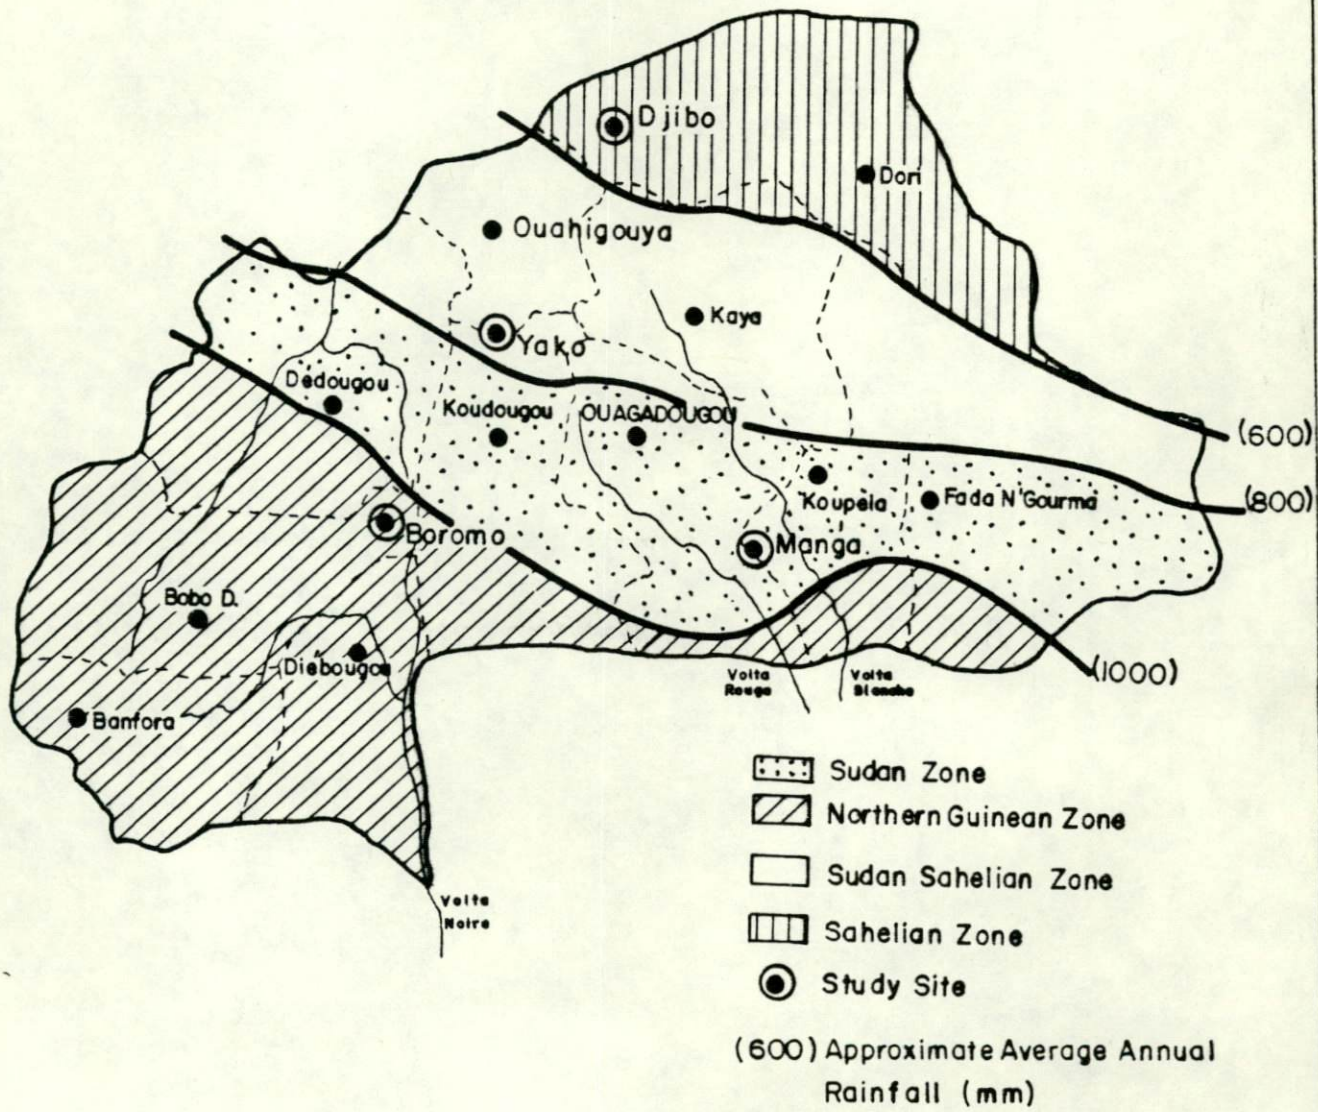 Djibo
Dori
Ouahigouya
Kaya
Yako
Dedougou
Koudougou
OUAGADOUGOU
(600)
Koupela
Fada N'Gourma
(800)
Boromo
Manga
Bobo D.
Diebougou
(1000)
Volta
Rouge
Volta
Blanche
Banfora
Sudan Zone
Northern Guinean Zone
Sudan Sahelian Zone
Volta
Noire
Sahelian Zone
Study Site
(600) Approximate Average Annual
Rainfall (mm)